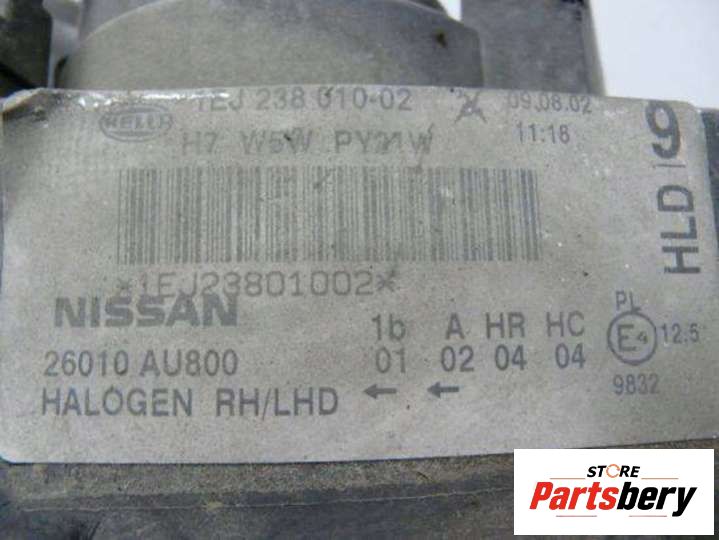 1EJ 238 010-02 09.08.02
HELLA 11:16
H7 W5W PY21W
HLD 9
*1EJ23801002*
NISSAN
26010 AU800
HALOGEN RH/LHD ← ←
1b A HR HC
01 02 04 04
PL
E4 12.5
9832
STORE
Partsbery